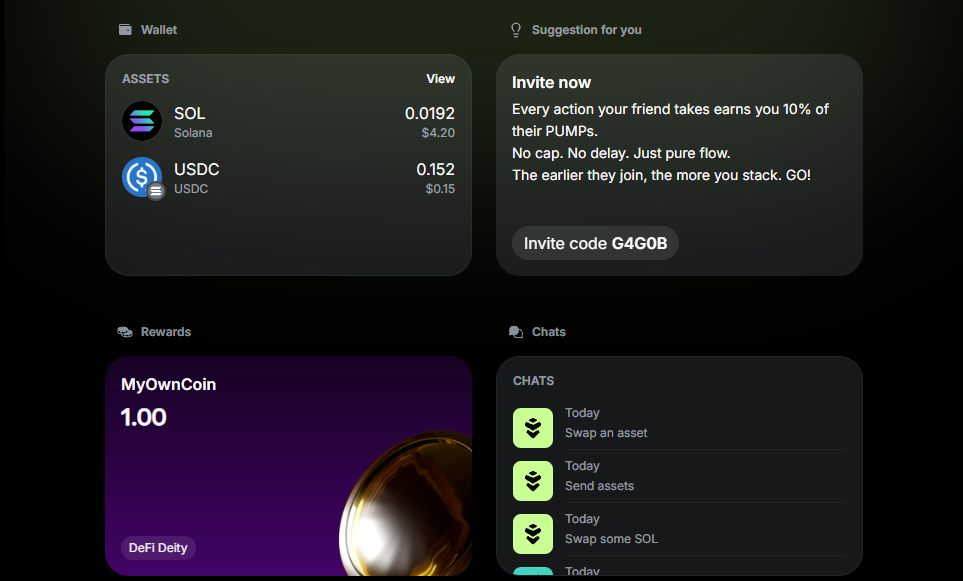 Wallet
ASSETS
View
SOL
0.0192
Solana
$4.20
USDC
0.152
USDC
$0.15
Suggestion for you
Invite now
Every action your friend takes earns you 10% of
their PUMPs.
No cap. No delay. Just pure flow.
The earlier they join, the more you stack. GO!
Invite code G4G0B
Rewards
MyOwnCoin
1.00
DeFi Deity
Chats
CHATS
Today
Swap an asset
Today
Send assets
Today
Swap some SOL
Today